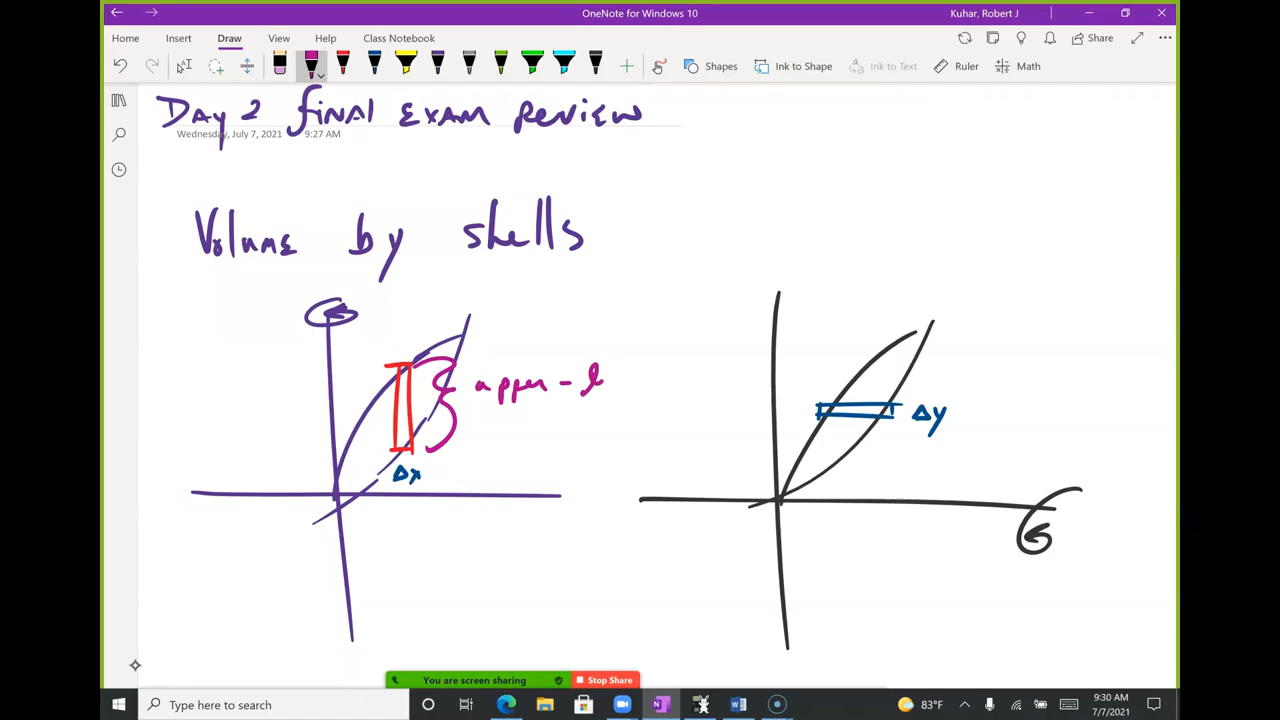 OneNote for Windows 10
Kuhar, Robert J
Home Insert Draw View Help Class Notebook Share
Shapes Ink to Shape Ink to Text Ruler Math
Day 2 final Exam Review
Wednesday, July 7, 2021 9:27 AM
Volume by shells
upper - l
Δx
Δy
You are screen sharing Stop Share
Type here to search
83°F
9:30 AM
7/7/2021